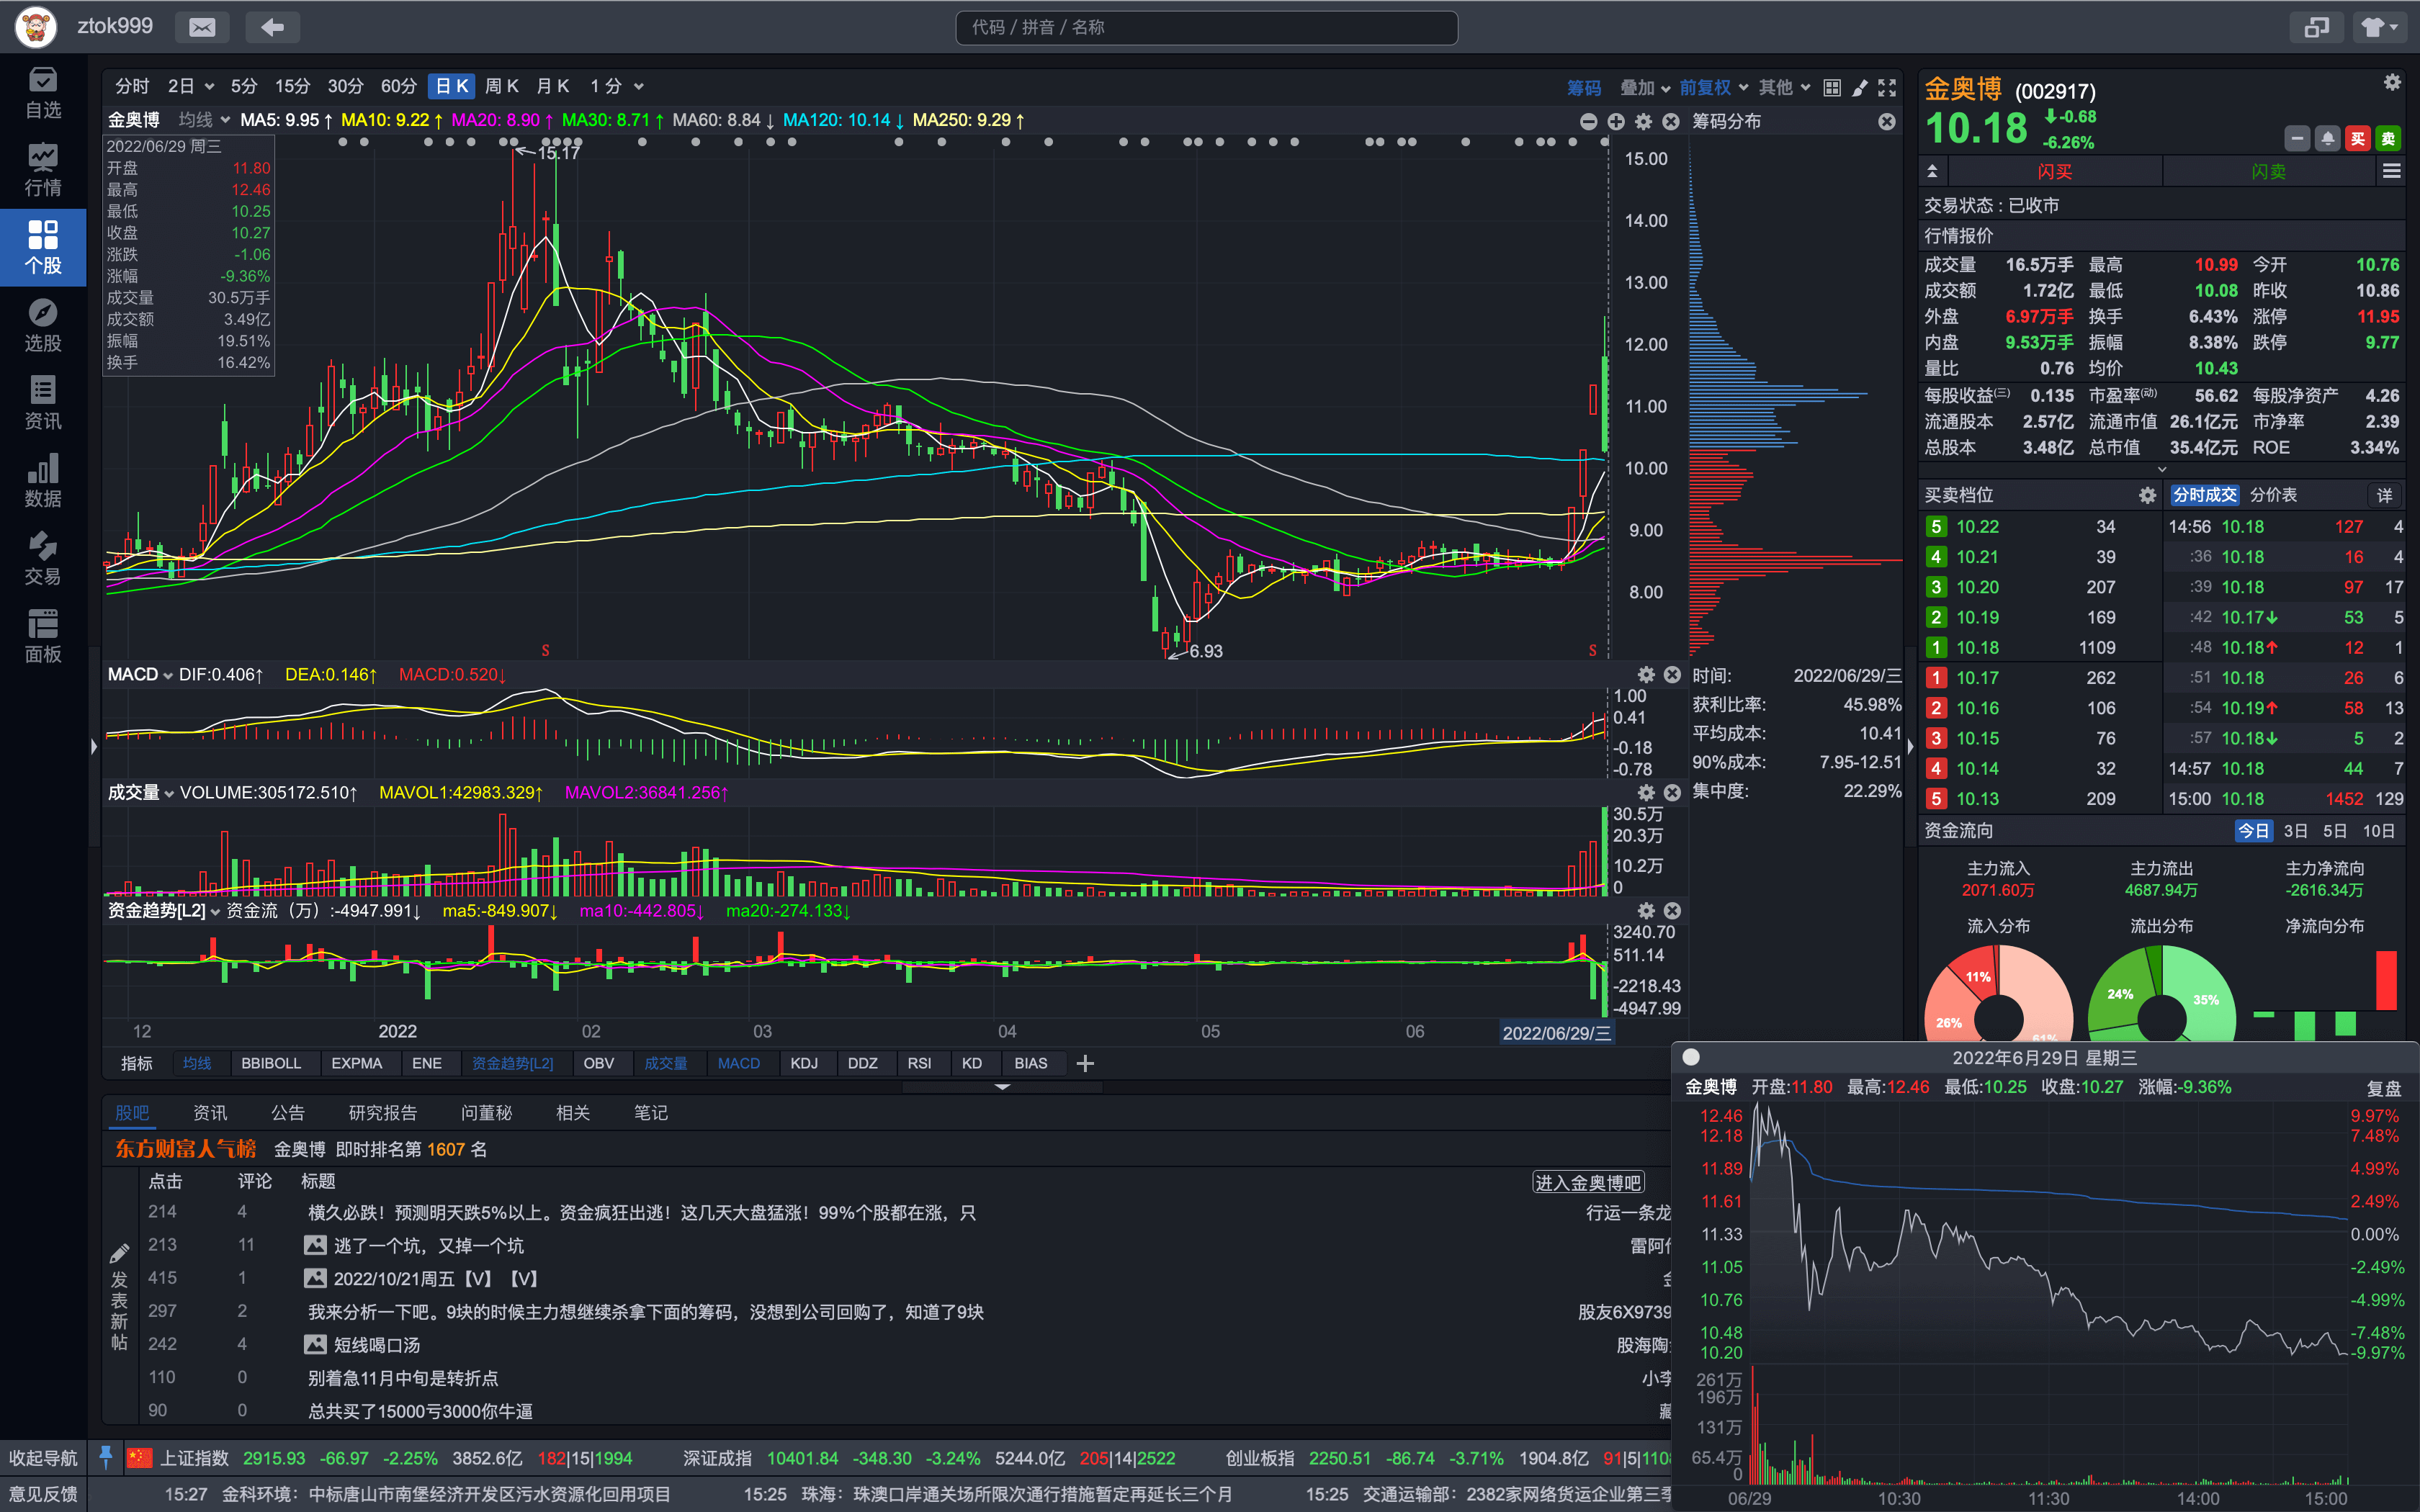 ztok999
代码 / 拼音 / 名称
自选
行情
个股
选股
资讯
数据
交易
面板
收起导航
意见反馈
分时 2日 5分 15分 30分 60分 日K 周K 月K 1分
筹码 叠加 前复权 其他
金奥博 均线 MA5: 9.95↑ MA10: 9.22↑ MA20: 8.90↑ MA30: 8.71↑ MA60: 8.84↓ MA120: 10.14↓ MA250: 9.29↑
筹码分布
2022/06/29 周三
开盘 11.80
最高 12.46
最低 10.25
收盘 10.27
涨跌 -1.06
涨幅 -9.36%
成交量 30.5万手
成交额 3.49亿
振幅 19.51%
换手 16.42%
15.17
6.93
S
S
15.00
14.00
13.00
12.00
11.00
10.00
9.00
8.00
MACD DIF:0.406↑ DEA:0.146↑ MACD:0.520↓
1.00
0.41
-0.18
-0.78
成交量 VOLUME:305172.510↑ MAVOL1:42983.329↑ MAVOL2:36841.256↑
30.5万
20.3万
10.2万
0
资金趋势[L2] 资金流（万）:-4947.991↓ ma5:-849.907↓ ma10:-442.805↓ ma20:-274.133↓
3240.70
511.14
-2218.43
-4947.99
12 2022 02 03 04 05 06 2022/06/29/三
时间: 2022/06/29/三
获利比率: 45.98%
平均成本: 10.41
90%成本: 7.95-12.51
集中度: 22.29%
指标 均线 BBIBOLL EXPMA ENE 资金趋势[L2] OBV 成交量 MACD KDJ DDZ RSI KD BIAS
股吧 资讯 公告 研究报告 问董秘 相关 笔记
东方财富人气榜 金奥博 即时排名第 1607 名
点击 评论 标题 进入金奥博吧
214 4 横久必跌！预测明天跌5%以上。资金疯狂出逃！这几天大盘猛涨！99%个股都在涨，只 行运一条龙
213 11 逃了一个坑，又掉一个坑 雷阿
415 1 2022/10/21周五【V】【V】
297 2 我来分析一下吧。9块的时候主力想继续杀拿下面的筹码，没想到公司回购了，知道了9块 股友6X9739
242 4 短线喝口汤 股海陶
110 0 别着急11月中旬是转折点 小李
90 0 总共买了15000亏3000你牛逼 藏
发表新帖
金奥博 (002917)
10.18 -0.68
-6.26%
买 卖
闪买 闪卖
交易状态：已收市
行情报价
成交量 16.5万手 最高 10.99 今开 10.76
成交额 1.72亿 最低 10.08 昨收 10.86
外盘 6.97万手 换手 6.43% 涨停 11.95
内盘 9.53万手 振幅 8.38% 跌停 9.77
量比 0.76 均价 10.43
每股收益(三) 0.135 市盈率(动) 56.62 每股净资产 4.26
流通股本 2.57亿 流通市值 26.1亿元 市净率 2.39
总股本 3.48亿 总市值 35.4亿元 ROE 3.34%
买卖档位 分时成交 分价表 详
5 10.22 34 14:56 10.18 127 4
4 10.21 39 :36 10.18 16 4
3 10.20 207 :39 10.18 97 17
2 10.19 169 :42 10.17↓ 53 5
1 10.18 1109 :48 10.18↑ 12 1
1 10.17 262 :51 10.18 26 6
2 10.16 106 :54 10.19↑ 58 13
3 10.15 76 :57 10.18↓ 5 2
4 10.14 32 14:57 10.18 44 7
5 10.13 209 15:00 10.18 1452 129
资金流向 今日 3日 5日 10日
主力流入 主力流出 主力净流向
2071.60万 4687.94万 -2616.34万
流入分布 流出分布 净流向分布
11% 26% 61%
24% 35%
2022年6月29日 星期三
金奥博 开盘:11.80 最高:12.46 最低:10.25 收盘:10.27 涨幅:-9.36% 复盘
12.46 9.97%
12.18 7.48%
11.89 4.99%
11.61 2.49%
11.33 0.00%
11.05 -2.49%
10.76 -4.99%
10.48 -7.48%
10.20 -9.97%
261万
196万
131万
65.4万
0
06/29 10:30 11:30 14:00 15:00
上证指数 2915.93 -66.97 -2.25% 3852.6亿 182|15|1994 深证成指 10401.84 -348.30 -3.24% 5244.0亿 205|14|2522 创业板指 2250.51 -86.74 -3.71% 1904.8亿 91|5|110
15:27 金科环境：中标唐山市南堡经济开发区污水资源化回用项目 15:25 珠海：珠澳口岸通关场所限次通行措施暂定再延长三个月 15:25 交通运输部：2382家网络货运企业第三季